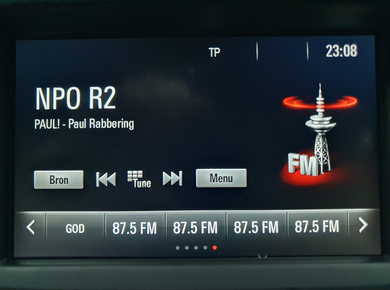 TP 23:08
NPO R2
PAUL! - Paul Rabbering
FM
Bron Tune Menu
GOD 87.5 FM 87.5 FM 87.5 FM 87.5 FM